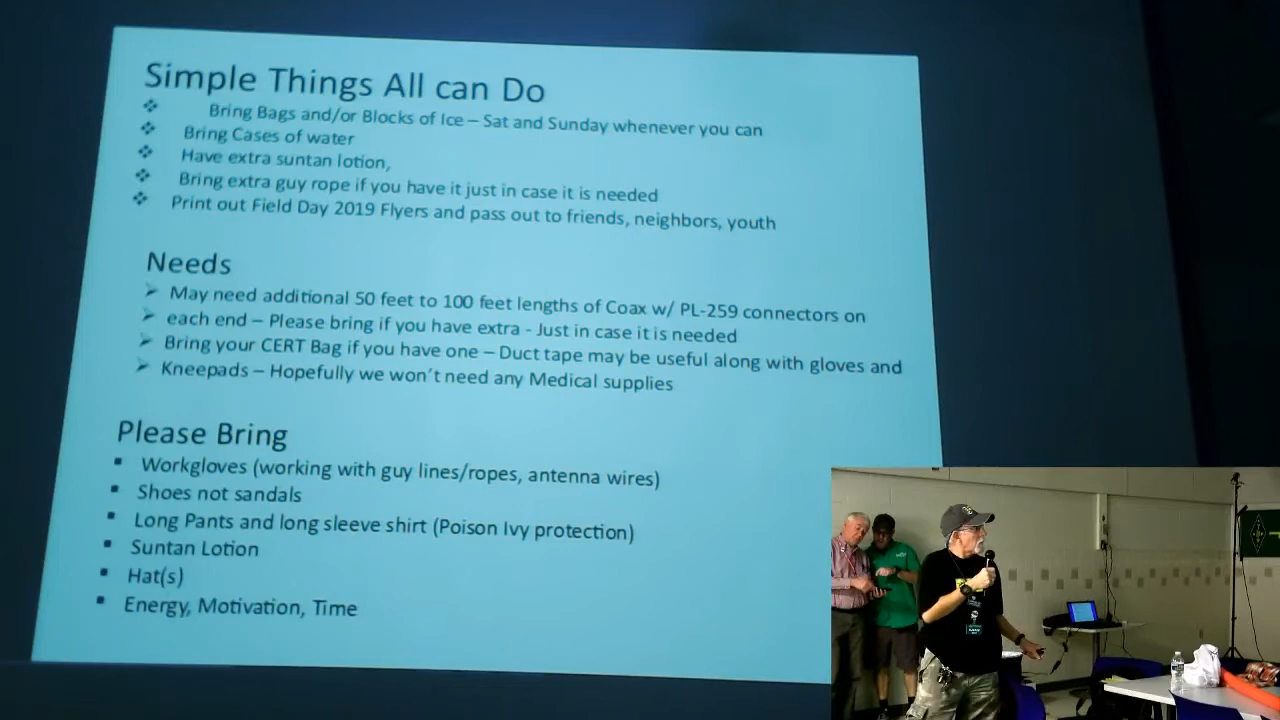 Simple Things All can Do
Bring Bags and/or Blocks of Ice – Sat and Sunday whenever you can
Bring Cases of water
Have extra suntan lotion,
Bring extra guy rope if you have it just in case it is needed
Print out Field Day 2019 Flyers and pass out to friends, neighbors, youth
Needs
May need additional 50 feet to 100 feet lengths of Coax w/ PL-259 connectors on
each end – Please bring if you have extra - Just in case it is needed
Bring your CERT Bag if you have one – Duct tape may be useful along with gloves and
Kneepads – Hopefully we won't need any Medical supplies
Please Bring
Workgloves (working with guy lines/ropes, antenna wires)
Shoes not sandals
Long Pants and long sleeve shirt (Poison Ivy protection)
Suntan Lotion
Hat(s)
Energy, Motivation, Time